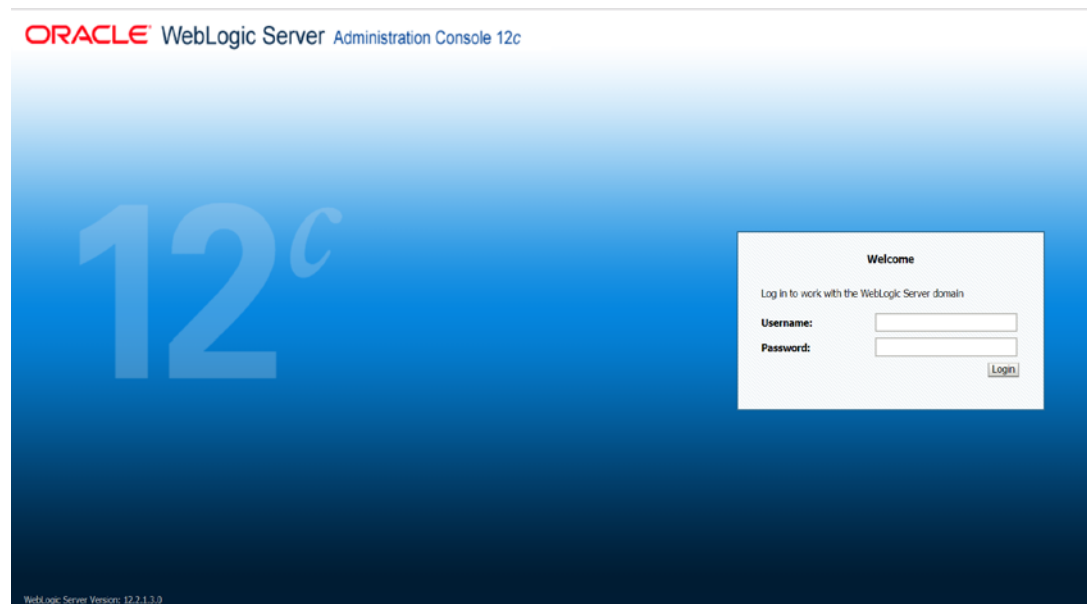 ORACLE WebLogic Server Administration Console 12c
12c
Welcome
Log in to work with the WebLogic Server domain
Username:
Password:
Login
WebLogic Server Version: 12.2.1.3.0